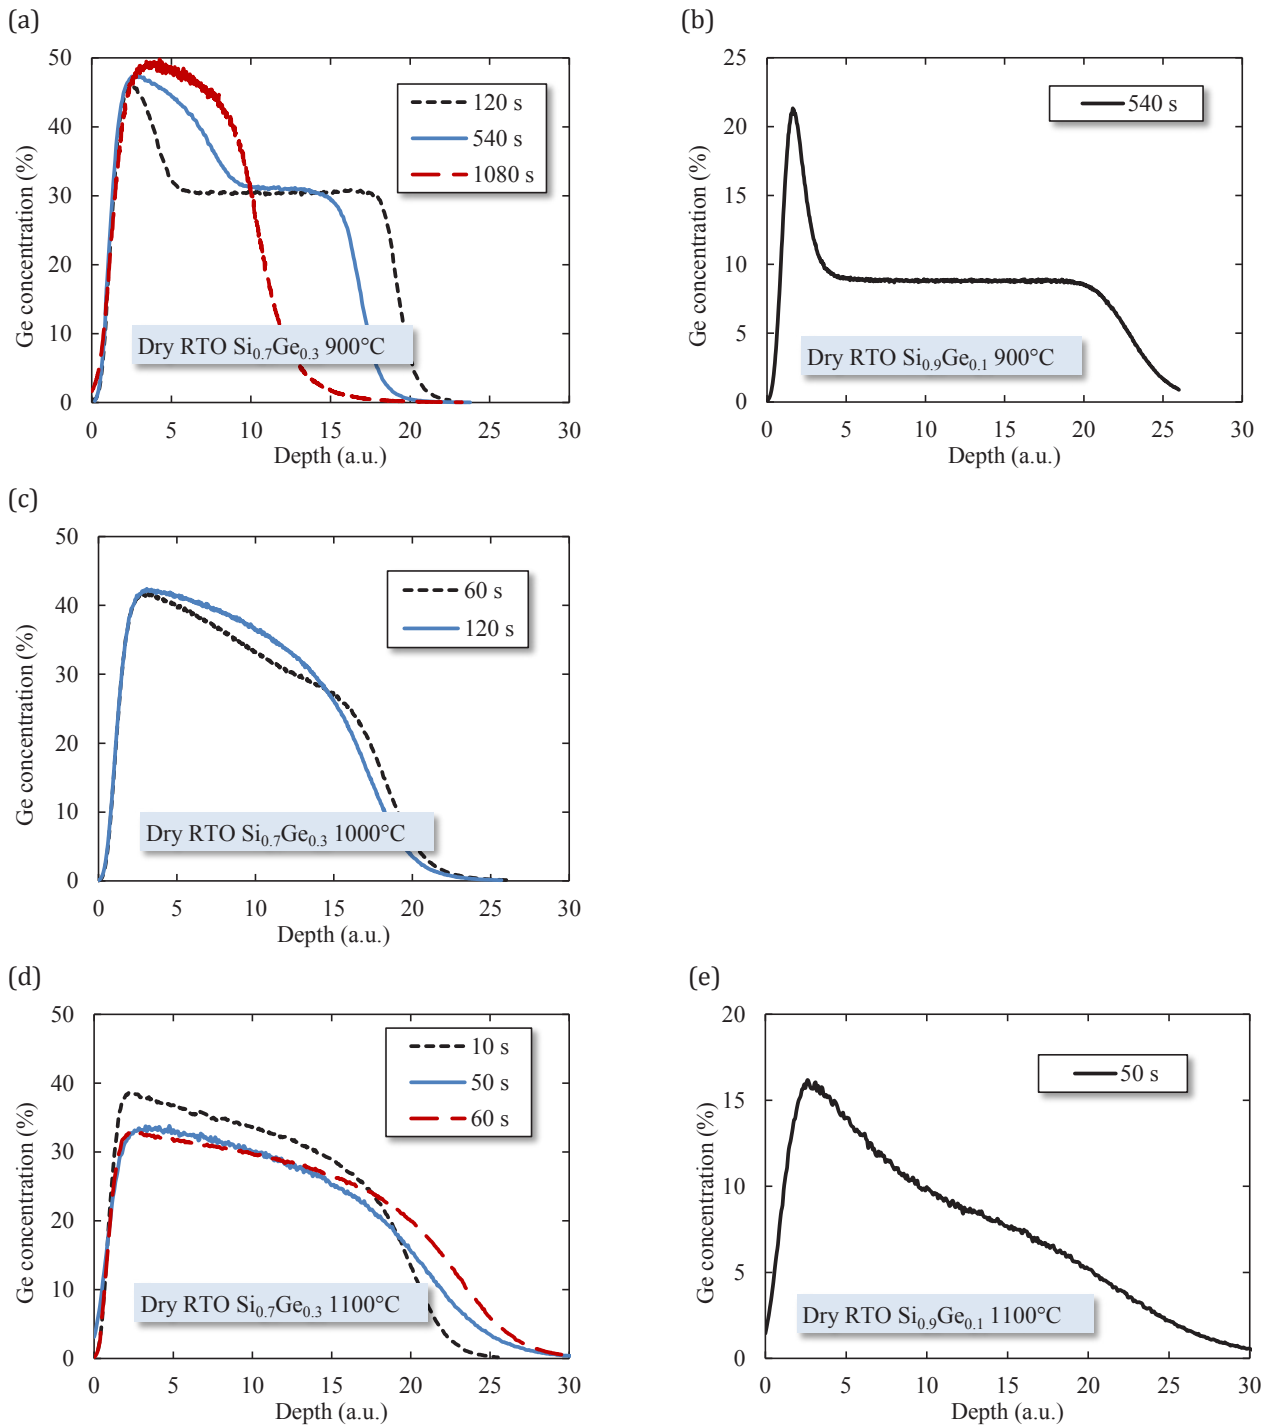 (a)
50
40
30
20
10
0
Ge concentration (%)
120 s
540 s
1080 s
Dry RTO Si₀.₇Ge₀.₃ 900°C
0 5 10 15 20 25 30
Depth (a.u.)
(b)
25
20
15
10
5
0
Ge concentration (%)
540 s
Dry RTO Si₀.₉Ge₀.₁ 900°C
0 5 10 15 20 25 30
Depth (a.u.)
(c)
50
40
30
20
10
0
Ge concentration (%)
60 s
120 s
Dry RTO Si₀.₇Ge₀.₃ 1000°C
0 5 10 15 20 25 30
Depth (a.u.)
(d)
50
40
30
20
10
0
Ge concentration (%)
10 s
50 s
60 s
Dry RTO Si₀.₇Ge₀.₃ 1100°C
0 5 10 15 20 25 30
Depth (a.u.)
(e)
20
15
10
5
0
Ge concentration (%)
50 s
Dry RTO Si₀.₉Ge₀.₁ 1100°C
0 5 10 15 20 25 30
Depth (a.u.)